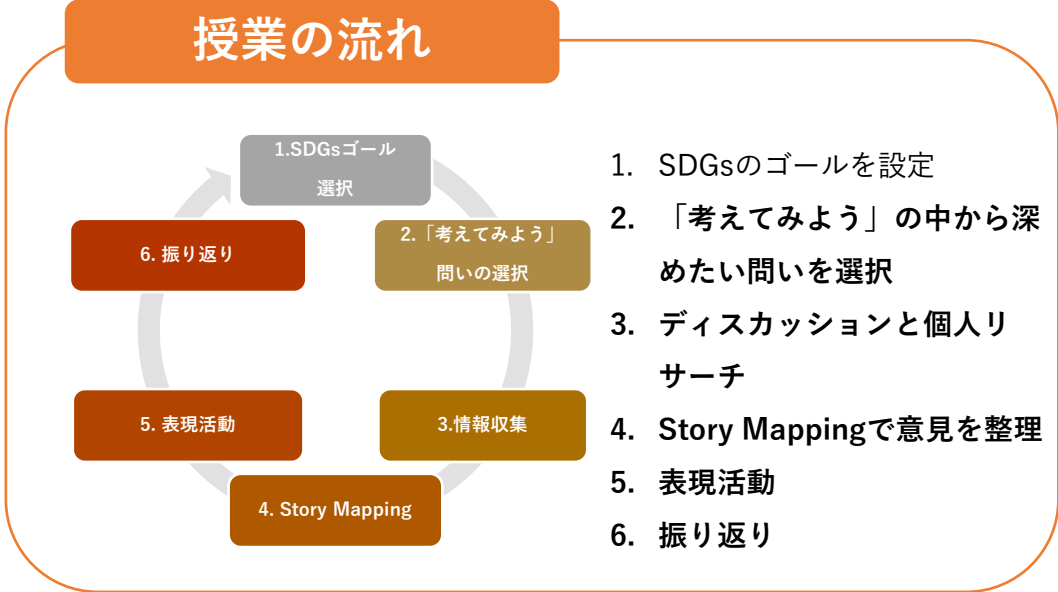 授業の流れ
1.SDGsゴール
選択
2.「考えてみよう」
問いの選択
3.情報収集
4. Story Mapping
5. 表現活動
6. 振り返り
1. SDGsのゴールを設定
2. 「考えてみよう」の中から深
めたい問いを選択
3. ディスカッションと個人リ
サーチ
4. Story Mappingで意見を整理
5. 表現活動
6. 振り返り